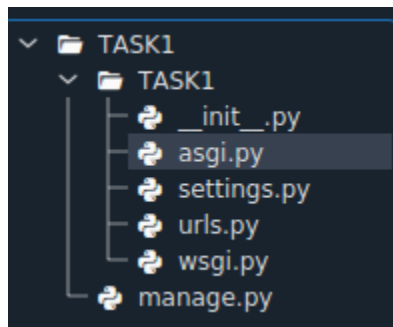 TASK1
TASK1
__init__.py
asgi.py
settings.py
urls.py
wsgi.py
manage.py